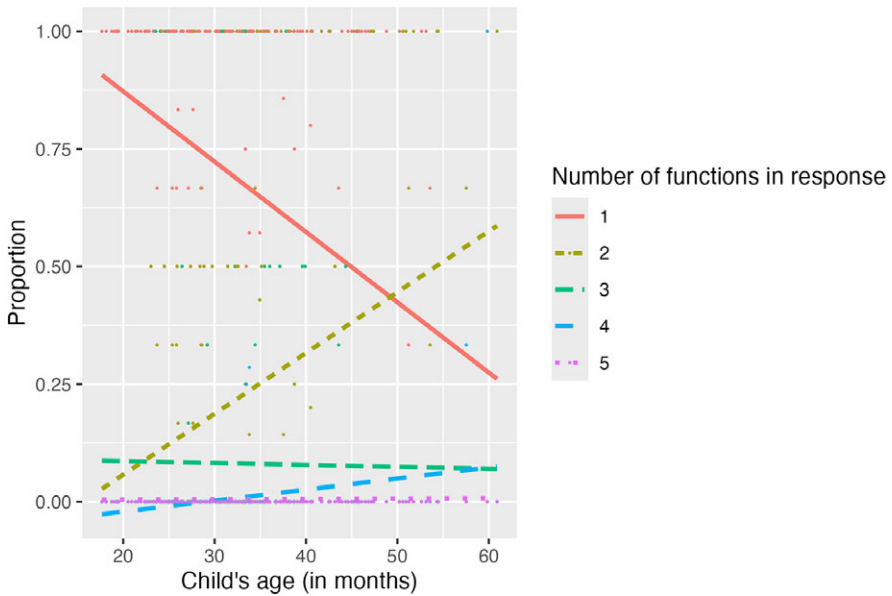 1.00
0.75
0.50
0.25
0.00
Proportion
20 30 40 50 60
Child's age (in months)
Number of functions in response
1
2
3
4
5